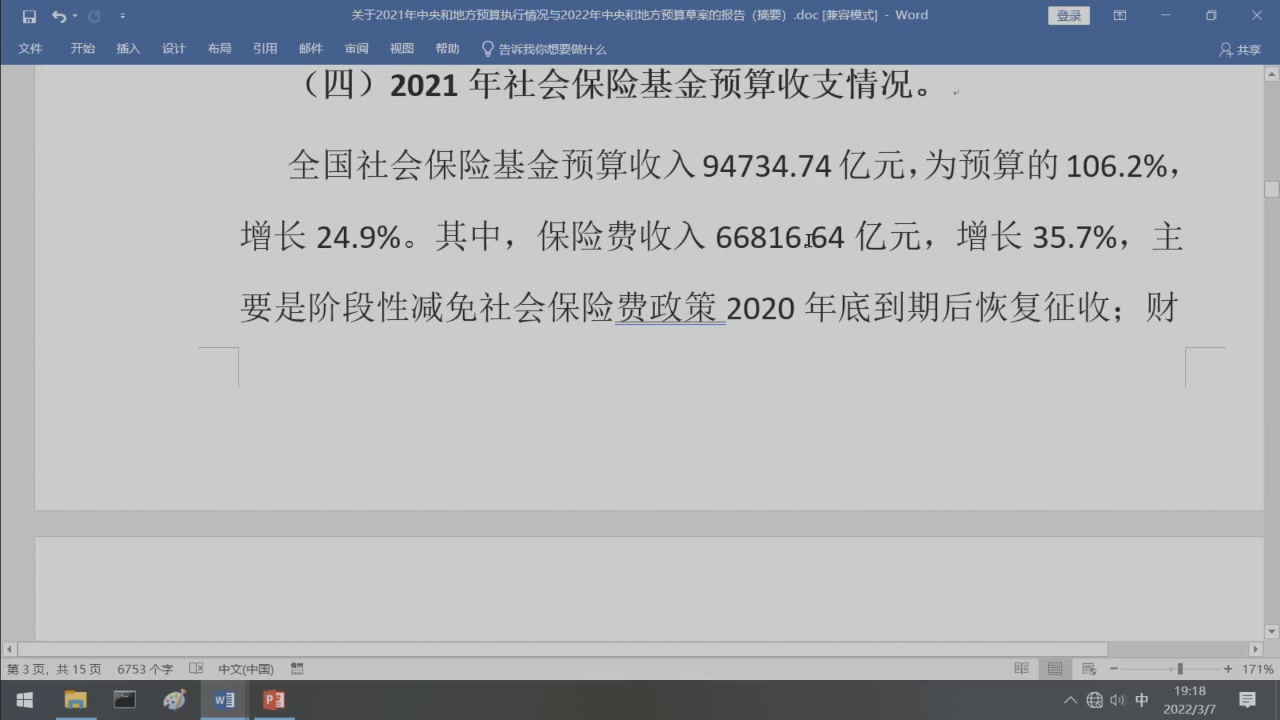 关于2021年中央和地方预算执行情况与2022年中央和地方预算草案的报告（摘要）.doc [兼容模式] - Word
登录
文件 开始 插入 设计 布局 引用 邮件 审阅 视图 帮助 告诉我你想要做什么 共享
（四）2021 年社会保险基金预算收支情况。
全国社会保险基金预算收入 94734.74 亿元，为预算的 106.2%，
增长 24.9%。其中，保险费收入 66816.64 亿元，增长 35.7%，主
要是阶段性减免社会保险费政策 2020 年底到期后恢复征收；财
第 3 页，共 15 页 6753 个字 中文(中国) 171%
中 19:18
2022/3/7